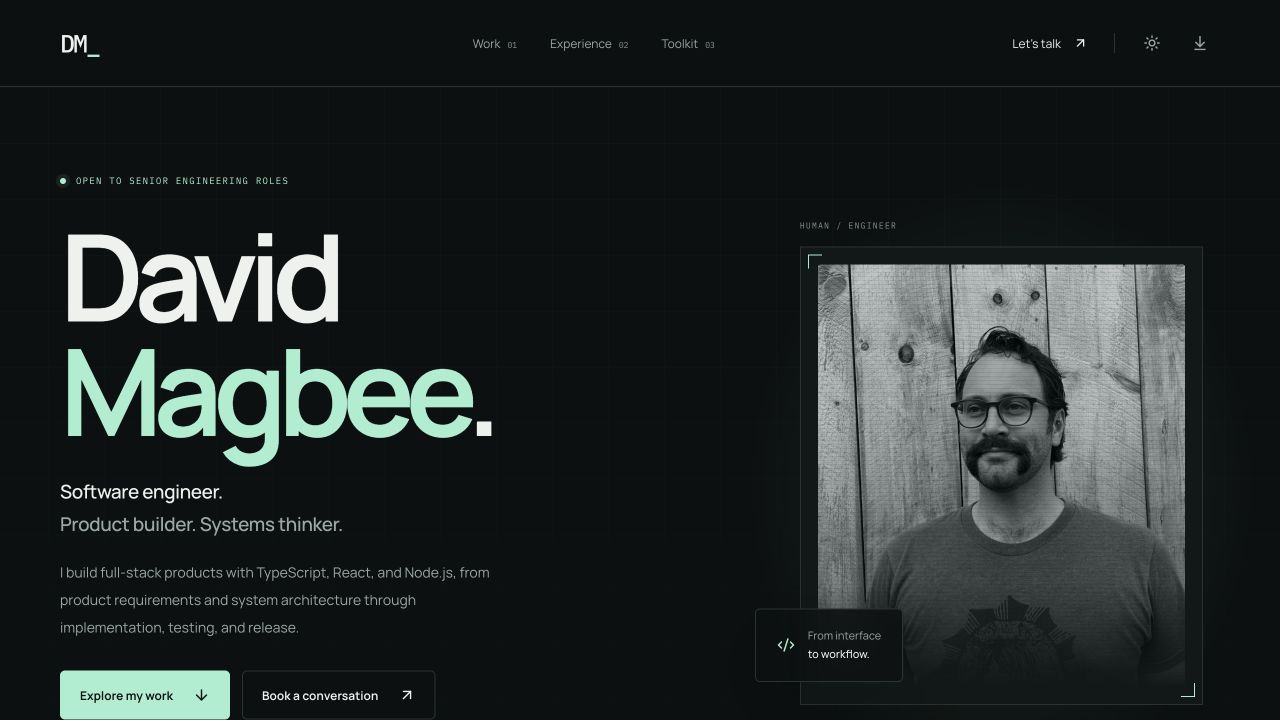 DM_
Work 01
Experience 02
Toolkit 03
Let's talk
OPEN TO SENIOR ENGINEERING ROLES
David
Magbee.
Software engineer.
Product builder. Systems thinker.
I build full-stack products with TypeScript, React, and Node.js, from
product requirements and system architecture through
implementation, testing, and release.
Explore my work
Book a conversation
HUMAN / ENGINEER
From interface
to workflow.